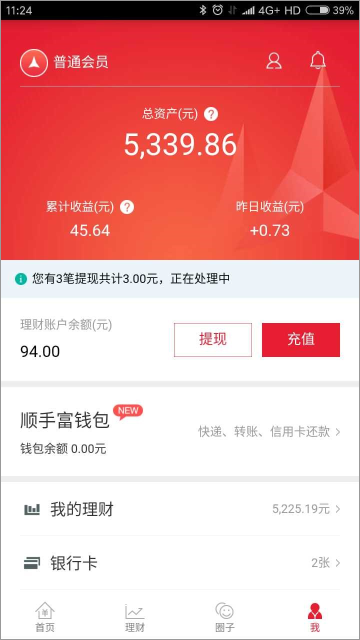 11:24 4G+ HD 39%
普通会员
总资产(元) ?
5,339.86
累计收益(元) ? 昨日收益(元)
45.64 +0.73
您有3笔提现共计3.00元，正在处理中
理财账户余额(元)
94.00 提现 充值
顺手富钱包 NEW
钱包余额 0.00元 快递、转账、信用卡还款
我的理财 5,225.19元
银行卡 2张
首页 理财 圈子 我